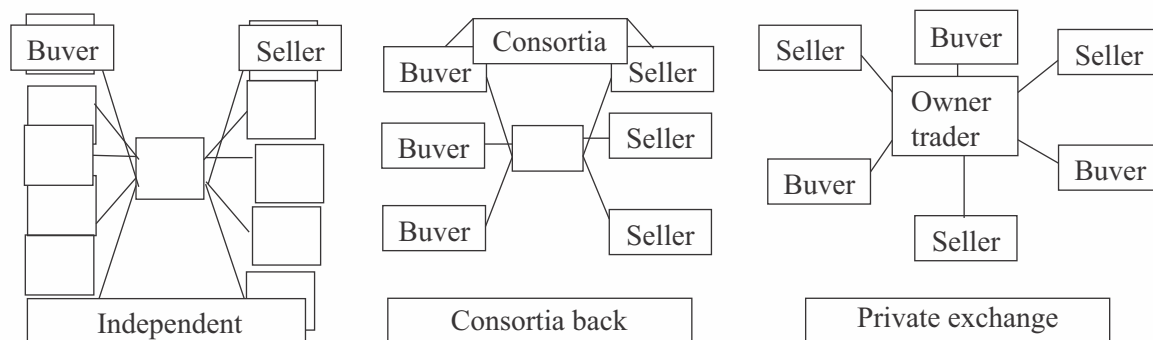 Buver
Seller
Independent
Consortia
Buver
Seller
Buver
Seller
Buver
Seller
Consortia back
Seller
Buver
Seller
Owner
trader
Buver
Buver
Seller
Private exchange